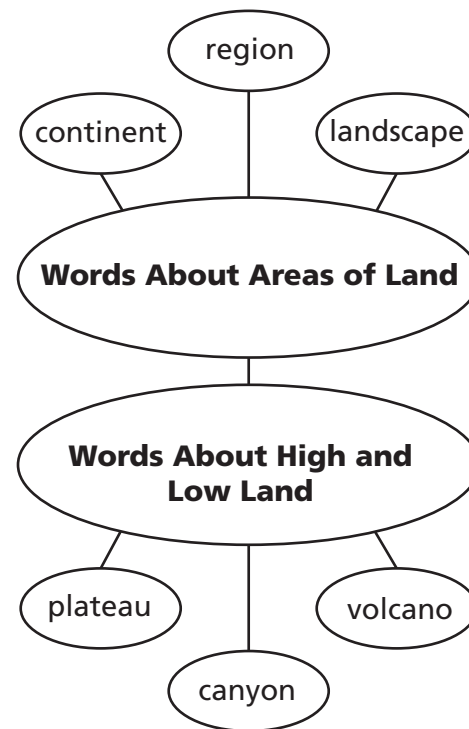 region
continent
landscape
Words About Areas of Land
Words About High and
Low Land
plateau
volcano
canyon